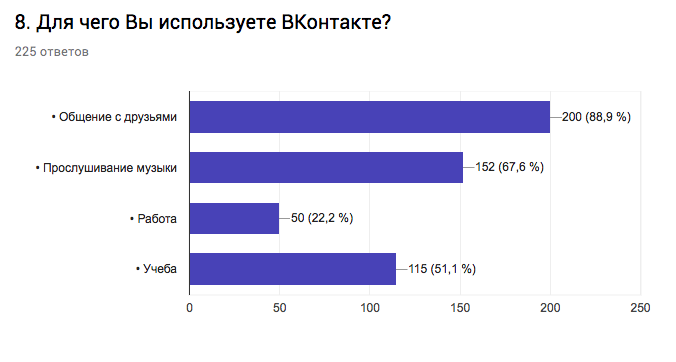 8. Для чего Вы используете ВКонтакте?
225 ответов
• Общение с друзьями
200 (88,9 %)
• Прослушивание музыки
152 (67,6 %)
• Работа
50 (22,2 %)
• Учеба
115 (51,1 %)
0 50 100 150 200 250